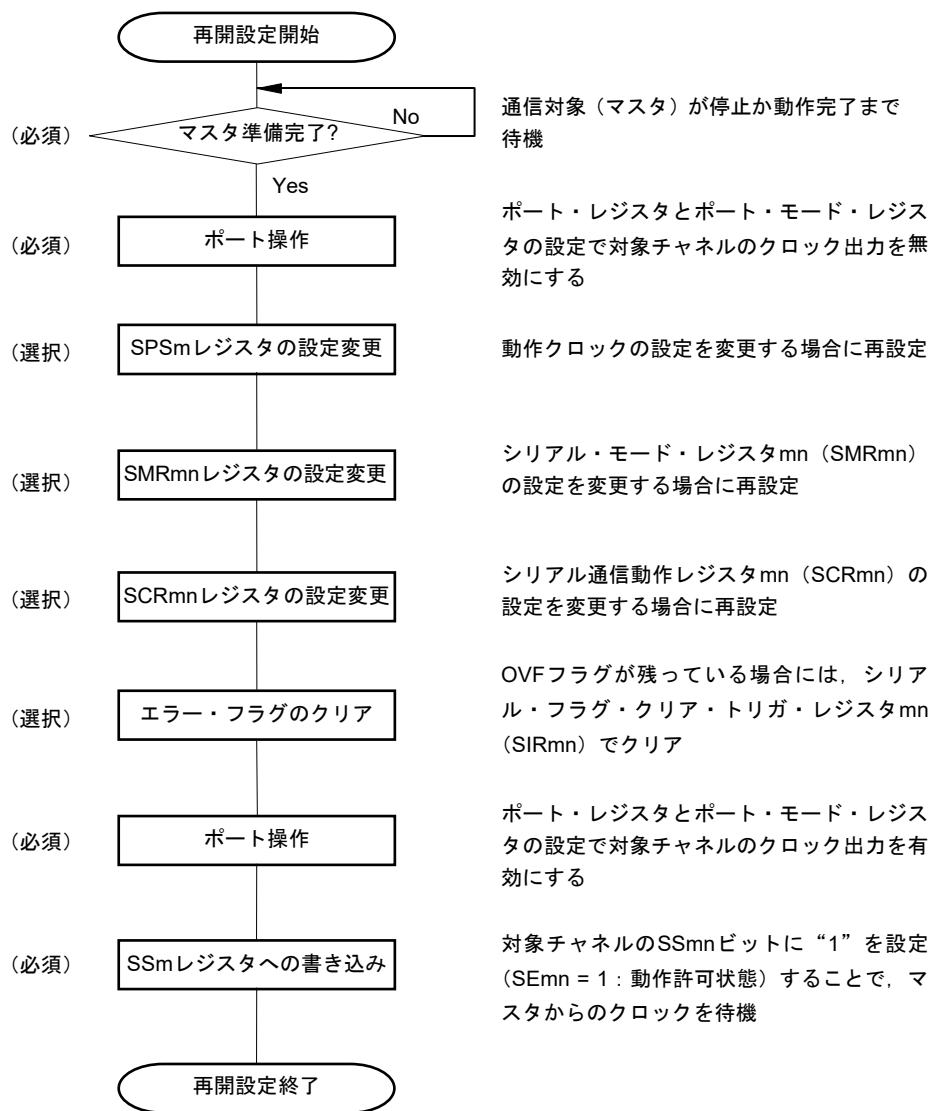 再開設定開始
通信対象（マスタ）が停止か動作完了まで
待機
（必須）
マスタ準備完了?
No
Yes
（必須）
ポート操作
ポート・レジスタとポート・モード・レジス
タの設定で対象チャネルのクロック出力を無
効にする
（選択）
SPSmレジスタの設定変更
動作クロックの設定を変更する場合に再設定
（選択）
SMRmnレジスタの設定変更
シリアル・モード・レジスタmn（SMRmn）
の設定を変更する場合に再設定
（選択）
SCRmnレジスタの設定変更
シリアル通信動作レジスタmn（SCRmn）の
設定を変更する場合に再設定
（選択）
エラー・フラグのクリア
OVFフラグが残っている場合には，シリア
ル・フラグ・クリア・トリガ・レジスタmn
（SIRmn）でクリア
（必須）
ポート操作
ポート・レジスタとポート・モード・レジス
タの設定で対象チャネルのクロック出力を有
効にする
（必須）
SSmレジスタへの書き込み
対象チャネルのSSmnビットに“1”を設定
（SEmn = 1：動作許可状態）することで，マ
スタからのクロックを待機
再開設定終了